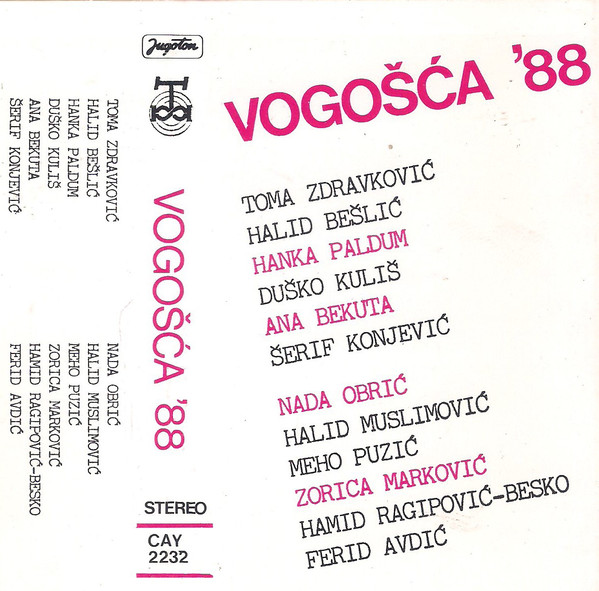 TOMA ZDRAVKOVIĆ
HALID BEŠLIĆ
HANKA PALDUM
DUŠKO KULIŠ
ANA BEKUTA
ŠERIF KONJEVIĆ
NADA OBRIĆ
HALID MUSLIMOVIĆ
MEHO PUZIĆ
ZORICA MARKOVIĆ
HAMID RAGIPOVIĆ-BESKO
FERID AVDIĆ
Jugoton
VOGOŠĆA '88
STEREO
CAY
2232
VOGOŠĆA '88
TOMA ZDRAVKOVIĆ
HALID BEŠLIĆ
HANKA PALDUM
DUŠKO KULIŠ
ANA BEKUTA
ŠERIF KONJEVIĆ
NADA OBRIĆ
HALID MUSLIMOVIĆ
MEHO PUZIĆ
ZORICA MARKOVIĆ
HAMID RAGIPOVIĆ-BESKO
FERID AVDIĆ